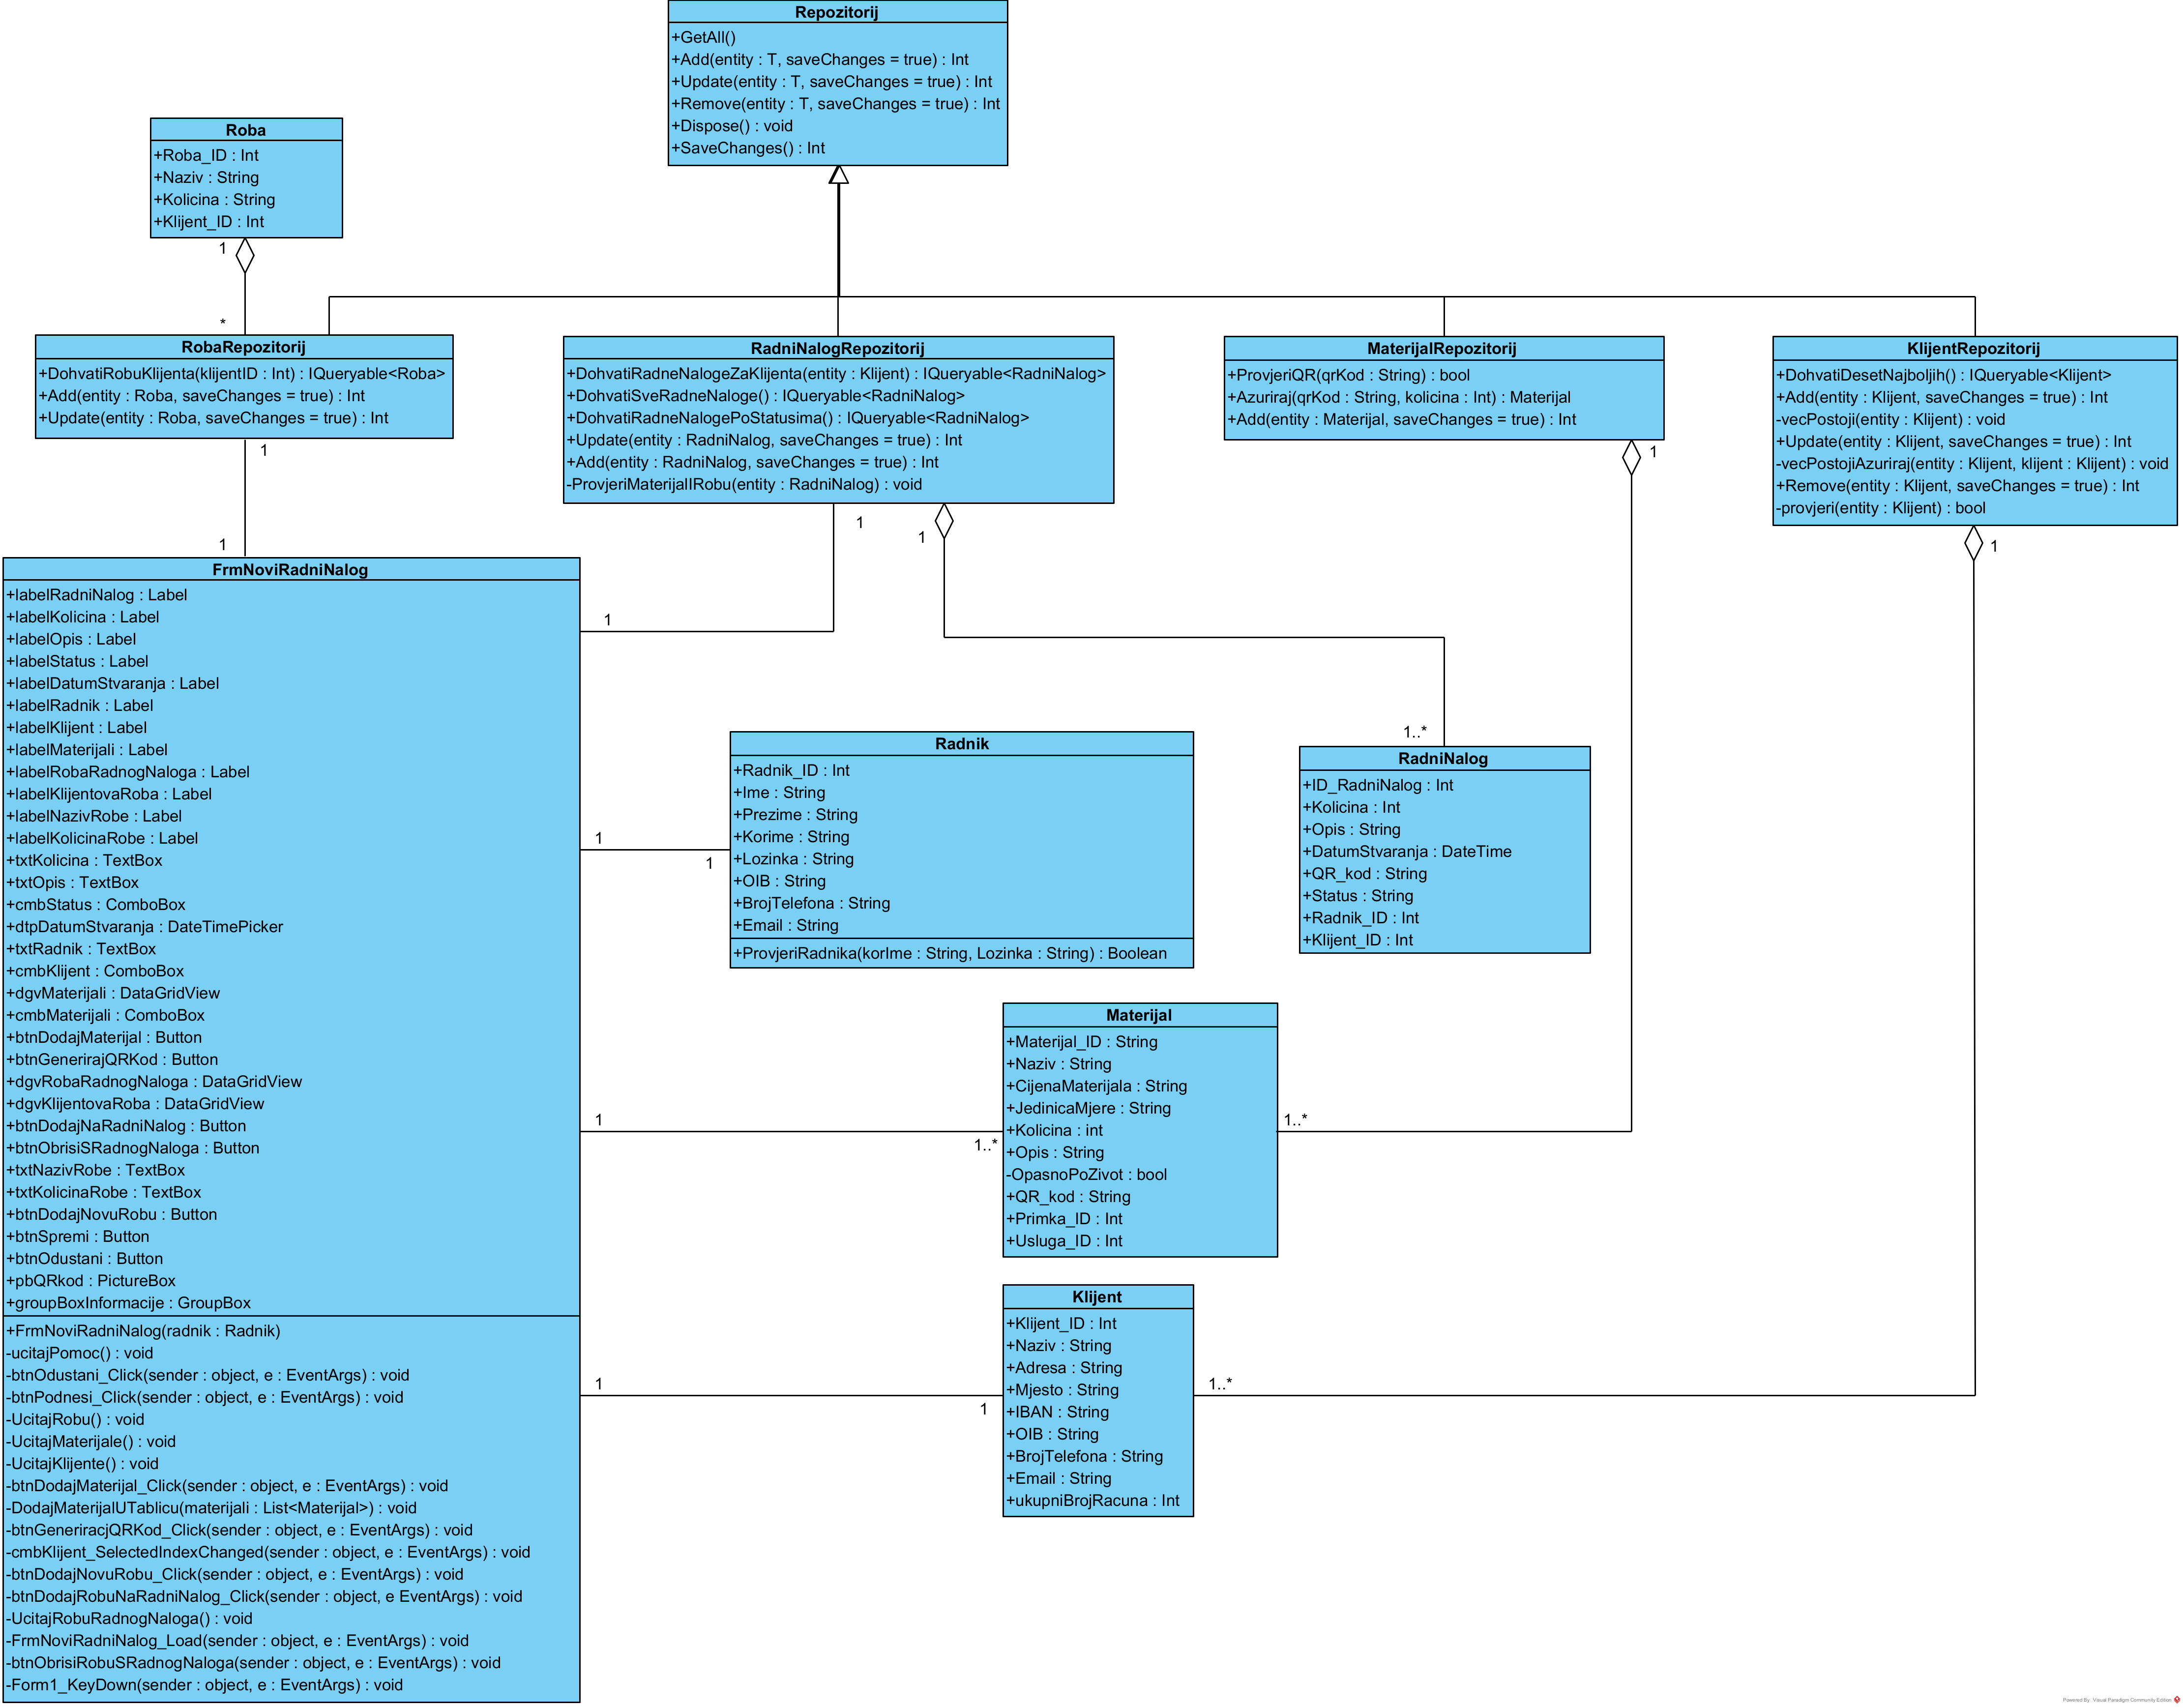 Repozitorij
+GetAll()
+Add(entity : T, saveChanges = true) : Int
+Update(entity : T, saveChanges = true) : Int
+Remove(entity : T, saveChanges = true) : Int
+Dispose() : void
+SaveChanges() : Int
Roba
+Roba_ID : Int
+Naziv : String
+Kolicina : String
+Klijent_ID : Int
1
*
RobaRepozitorij
+DohvatiRobuKlijenta(klijentID : Int) : IQueryable<Roba>
+Add(entity : Roba, saveChanges = true) : Int
+Update(entity : Roba, saveChanges = true) : Int
1
1
RadniNalogRepozitorij
+DohvatiRadneNalogeZaKlijenta(entity : Klijent) : IQueryable<RadniNalog>
+DohvatiSveRadneNaloge() : IQueryable<RadniNalog>
+DohvatiRadneNalogePoStatusima() : IQueryable<RadniNalog>
+Update(entity : RadniNalog, saveChanges = true) : Int
+Add(entity : RadniNalog, saveChanges = true) : Int
-ProvjeriMaterijalIRobu(entity : RadniNalog) : void
1
1
1
MaterijalRepozitorij
+ProvjeriQR(qrKod : String) : bool
+Azuriraj(qrKod : String, kolicina : Int) : Materijal
+Add(entity : Materijal, saveChanges = true) : Int
1
KlijentRepozitorij
+DohvatiDesetNajboljih() : IQueryable<Klijent>
+Add(entity : Klijent, saveChanges = true) : Int
-vecPostoji(entity : Klijent) : void
+Update(entity : Klijent, saveChanges = true) : Int
-vecPostojiAzuriraj(entity : Klijent, klijent : Klijent) : void
+Remove(entity : Klijent, saveChanges = true) : Int
-provjeri(entity : Klijent) : bool
1
FrmNoviRadniNalog
+labelRadniNalog : Label
+labelKolicina : Label
+labelOpis : Label
+labelStatus : Label
+labelDatumStvaranja : Label
+labelRadnik : Label
+labelKlijent : Label
+labelMaterijali : Label
+labelRobaRadnogNaloga : Label
+labelKlijentovaRoba : Label
+labelNazivRobe : Label
+labelKolicinaRobe : Label
+txtKolicina : TextBox
+txtOpis : TextBox
+cmbStatus : ComboBox
+dtpDatumStvaranja : DateTimePicker
+txtRadnik : TextBox
+cmbKlijent : ComboBox
+dgvMaterijali : DataGridView
+cmbMaterijali : ComboBox
+btnDodajMaterijal : Button
+btnGenerirajQRKod : Button
+dgvRobaRadnogNaloga : DataGridView
+dgvKlijentovaRoba : DataGridView
+btnDodajNaRadniNalog : Button
+btnObrisiSRadnogNaloga : Button
+txtNazivRobe : TextBox
+txtKolicinaRobe : TextBox
+btnDodajNovuRobu : Button
+btnSpremi : Button
+btnOdustani : Button
+pbQRkod : PictureBox
+groupBoxInformacije : GroupBox
+FrmNoviRadniNalog(radnik : Radnik)
-ucitajPomoc() : void
-btnOdustani_Click(sender : object, e : EventArgs) : void
-btnPodnesi_Click(sender : object, e : EventArgs) : void
-UcitajRobu() : void
-UcitajMaterijale() : void
-UcitajKlijente() : void
-btnDodajMaterijal_Click(sender : object, e : EventArgs) : void
-DodajMaterijalUTablicu(materijali : List<Materijal>) : void
-btnGeneriracjQRKod_Click(sender : object, e : EventArgs) : void
-cmbKlijent_SelectedIndexChanged(sender : object, e : EventArgs) : void
-btnDodajNovuRobu_Click(sender : object, e : EventArgs) : void
-btnDodajRobuNaRadniNalog_Click(sender : object, e EventArgs) : void
-UcitajRobuRadnogNaloga() : void
-FrmNoviRadniNalog_Load(sender : object, e : EventArgs) : void
-btnObrisiRobuSRadnogNaloga(sender : object, e : EventArgs) : void
-Form1_KeyDown(sender : object, e : EventArgs) : void
1
1
Radnik
+Radnik_ID : Int
+Ime : String
+Prezime : String
+Korime : String
+Lozinka : String
+OIB : String
+BrojTelefona : String
+Email : String
+ProvjeriRadnika(korIme : String, Lozinka : String) : Boolean
1..*
RadniNalog
+ID_RadniNalog : Int
+Kolicina : Int
+Opis : String
+DatumStvaranja : DateTime
+QR_kod : String
+Status : String
+Radnik_ID : Int
+Klijent_ID : Int
1
1..*
Materijal
+Materijal_ID : String
+Naziv : String
+CijenaMaterijala : String
+JedinicaMjere : String
+Kolicina : int
+Opis : String
-OpasnoPoZivot : bool
+QR_kod : String
+Primka_ID : Int
+Usluga_ID : Int
1..*
1
1
Klijent
+Klijent_ID : Int
+Naziv : String
+Adresa : String
+Mjesto : String
+IBAN : String
+OIB : String
+BrojTelefona : String
+Email : String
+ukupniBrojRacuna : Int
1..*
Powered By Visual Paradigm Community Edition